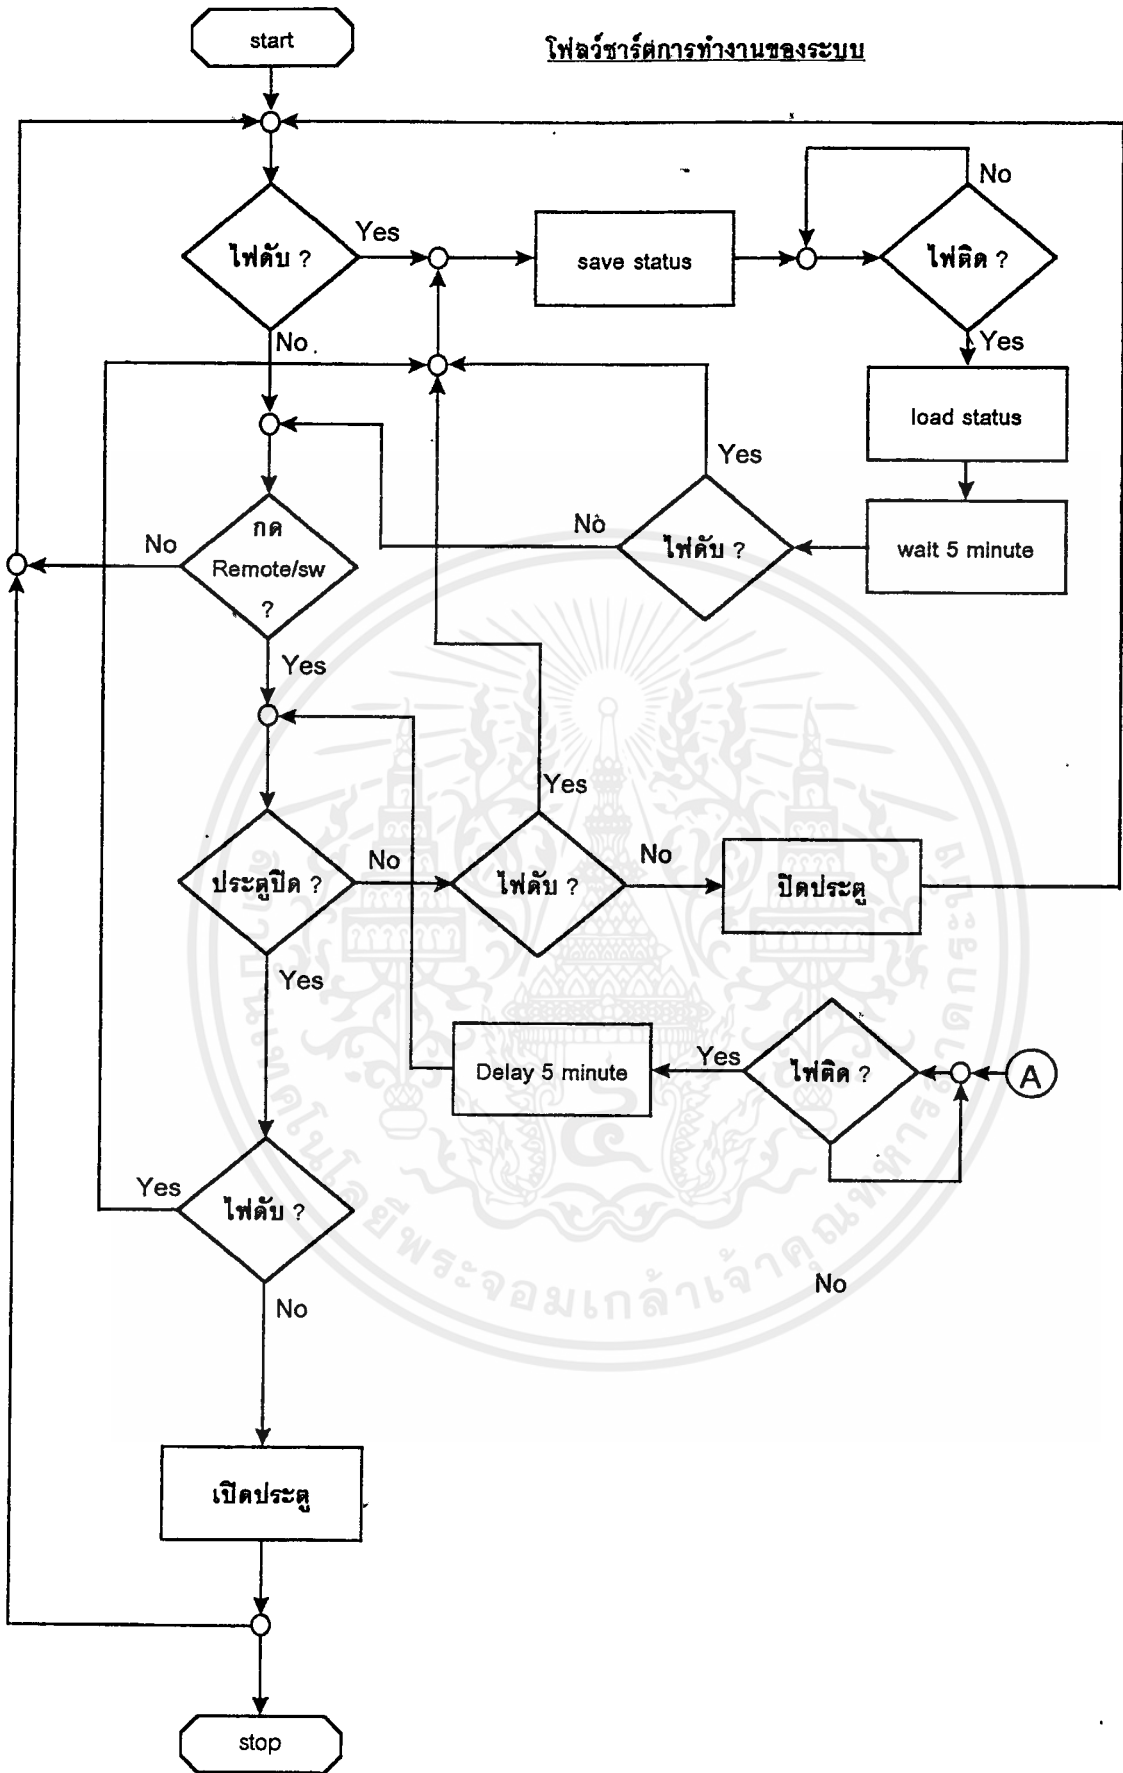 start
โฟลว์ชาร์ตการทำงานของระบบ
ไฟดับ ?
Yes
No
save status
ไฟติด ?
No
Yes
load status
wait 5 minute
ไฟดับ ?
Yes
No
กด
Remote/sw
?
No
Yes
ประตูปิด ?
No
Yes
ไฟดับ ?
Yes
No
ปิดประตู
Delay 5 minute
Yes
ไฟติด ?
A
No
ไฟดับ ?
Yes
No
เปิดประตู
stop